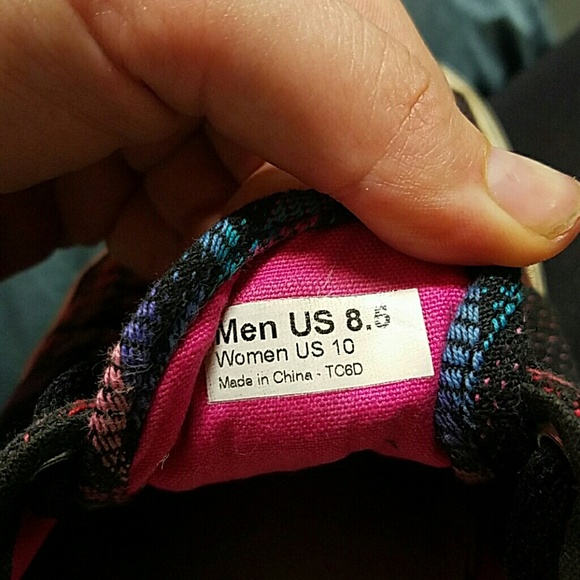 Men US 8.5
Women US 10
Made in China - TC6D